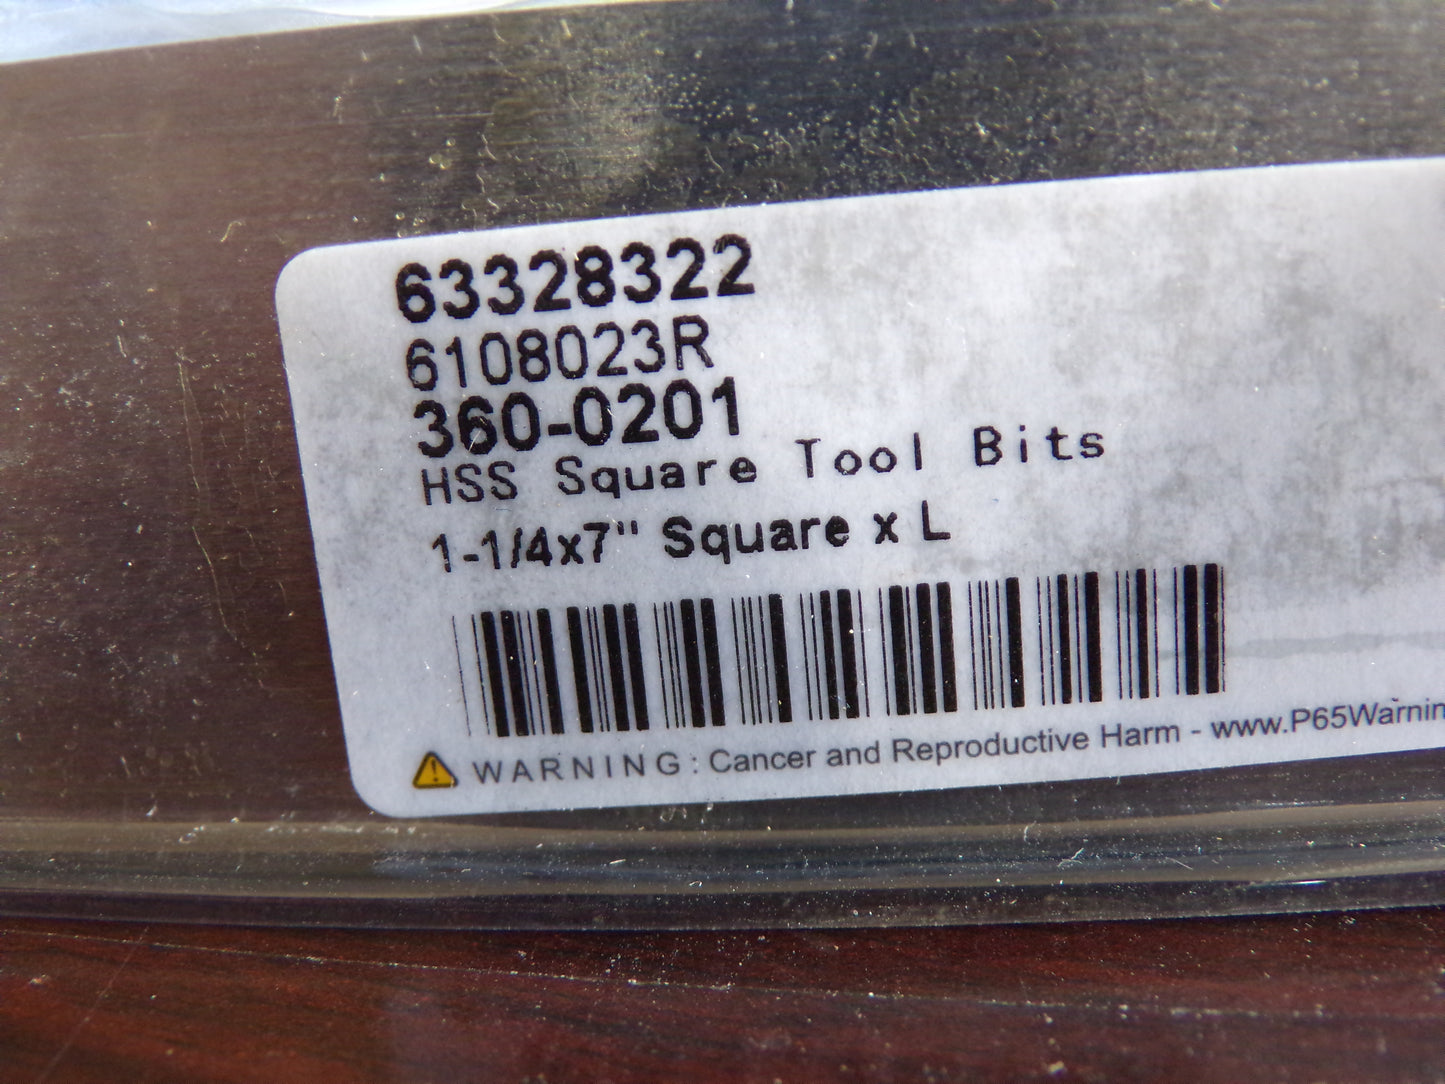 63328322
6108023R
360-0201
HSS Square Tool Bits
1-1/4x7" Square x L
WARNING: Cancer and Reproductive Harm - www.P65Warnin